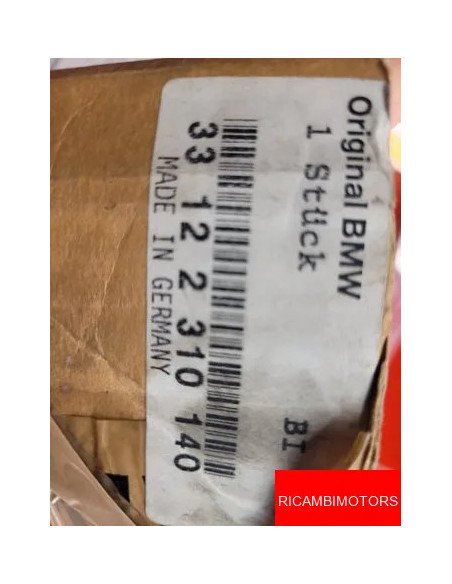 Original BMW
1 Stück
BI
33 12 2 310 140
MADE IN GERMANY
RICAMBIMOTORS